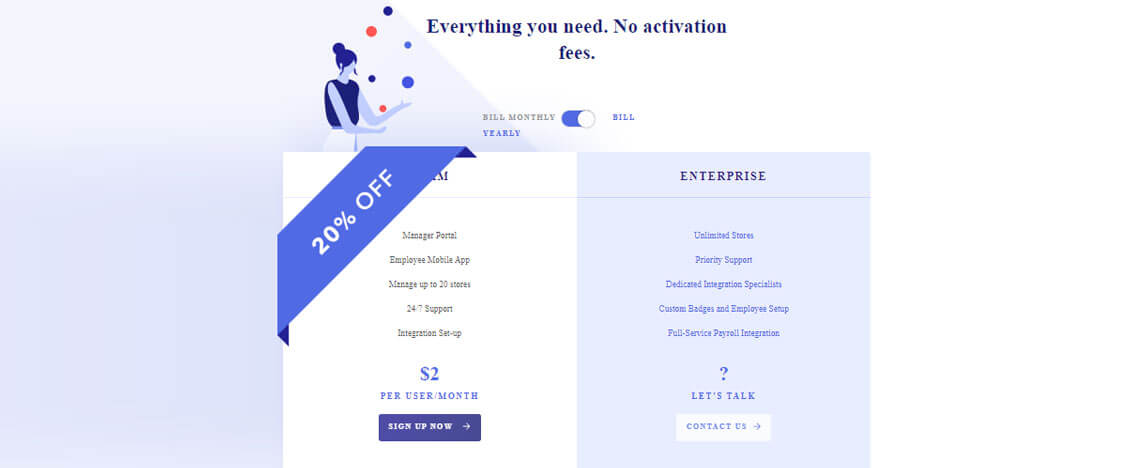 Everything you need. No activation
fees.
BILL MONTHLY BILL
YEARLY
20% OFF
ENTERPRISE
Manager Portal
Employee Mobile App
Manage up to 20 stores
24/7 Support
Integration Set-up
$2
PER USER/MONTH
SIGN UP NOW →
Unlimited Stores
Priority Support
Dedicated Integration Specialists
Custom Badges and Employee Setup
Full-Service Payroll Integration
?
LET'S TALK
CONTACT US →